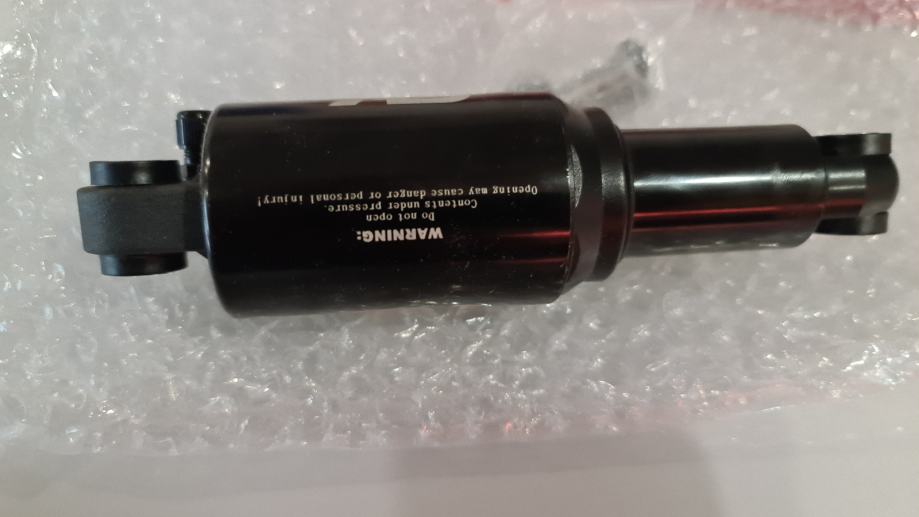 WARNING:
Do not open
Contents under pressure.
Opening may cause danger or personal injury!